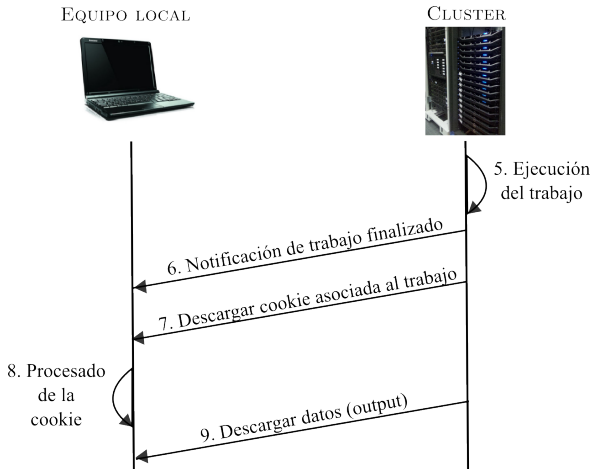 EQUIPO LOCAL
CLUSTER
5. Ejecución
del trabajo
6. Notificación de trabajo finalizado
7. Descargar cookie asociada al trabajo
8. Procesado
de la
cookie
9. Descargar datos (output)